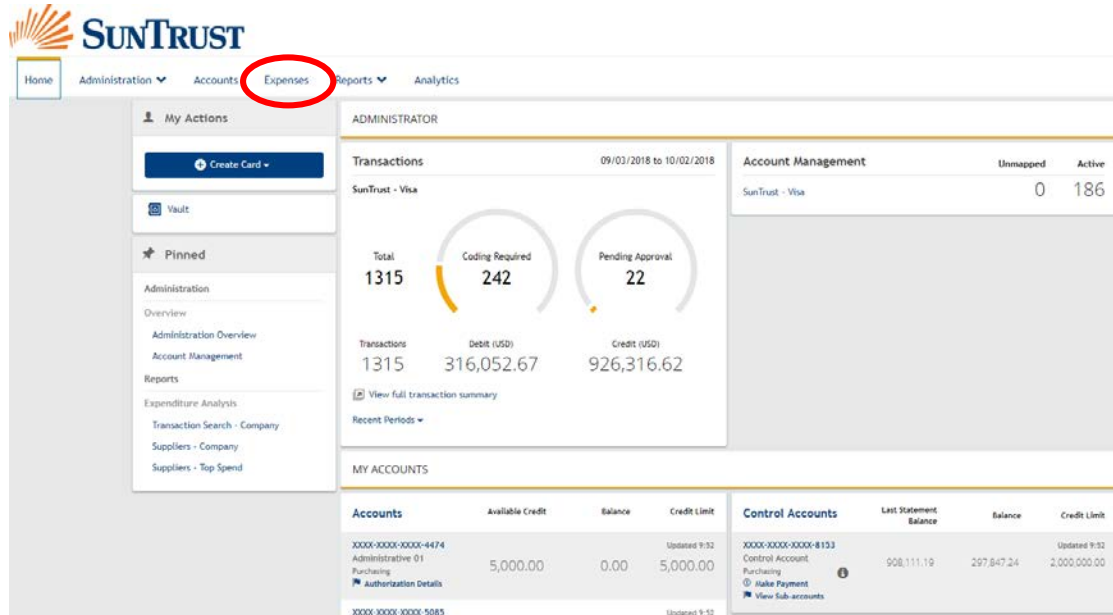 SUNTRUST
Home Administration Accounts Expenses Reports Analytics
My Actions
Create Card
Vault
Pinned
Administration
Overview
Administration Overview
Account Management
Reports
Expenditure Analysis
Transaction Search - Company
Suppliers - Company
Suppliers - Top Spend
ADMINISTRATOR
Transactions 09/03/2018 to 10/02/2018
SunTrust - Visa
Total Coding Required Pending Approval
1315 242 22
Transactions Debit (USD) Credit (USD)
1315 316,052.67 926,316.62
View full transaction summary
Recent Periods
Account Management Unmapped Active
SunTrust - Visa 0 186
MY ACCOUNTS
Accounts Available Credit Balance Credit Limit
XXXX-XXXX-XXXX-4474 Updated 9:52
Administrative 01 5,000.00 0.00 5,000.00
Purchasing
Authorization Details
XXXX-XXXX-XXXX-5085 Updated 9:52
Control Accounts Last Statement Balance Balance Credit Limit
XXXX-XXXX-XXXX-8153 Updated 9:52
Control Account 908,111.19 297,847.24 2,000,000.00
Purchasing
Make Payment
View Sub-accounts